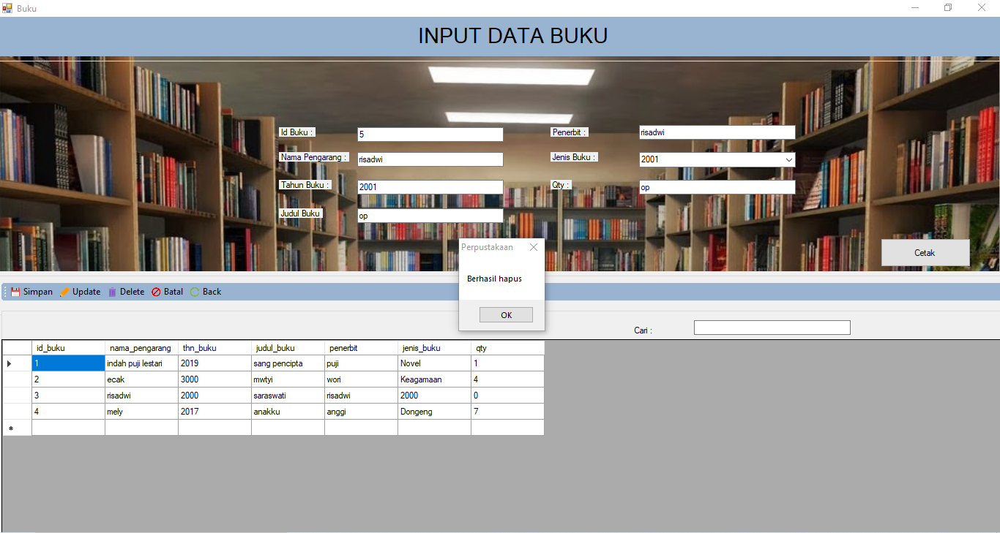 Buku
INPUT DATA BUKU
Id Buku : 5 Penerbit : risadwi
Nama Pengarang : risadwi Jenis Buku : 2001
Tahun Buku : 2001 Qty : op
Judul Buku op
Perpustakaan
Berhasil hapus
OK
Cetak
Simpan Update Delete Batal Back
Cari :
id_buku nama_pengarang thn_buku judul_buku penerbit jenis_buku qty
1 indah puji lestari 2019 sang pencipta puji Novel 1
2 ecak 3000 mwtyi wori Keagamaan 4
3 risadwi 2000 saraswati risadwi 2000 0
4 mely 2017 anakku anggi Dongeng 7